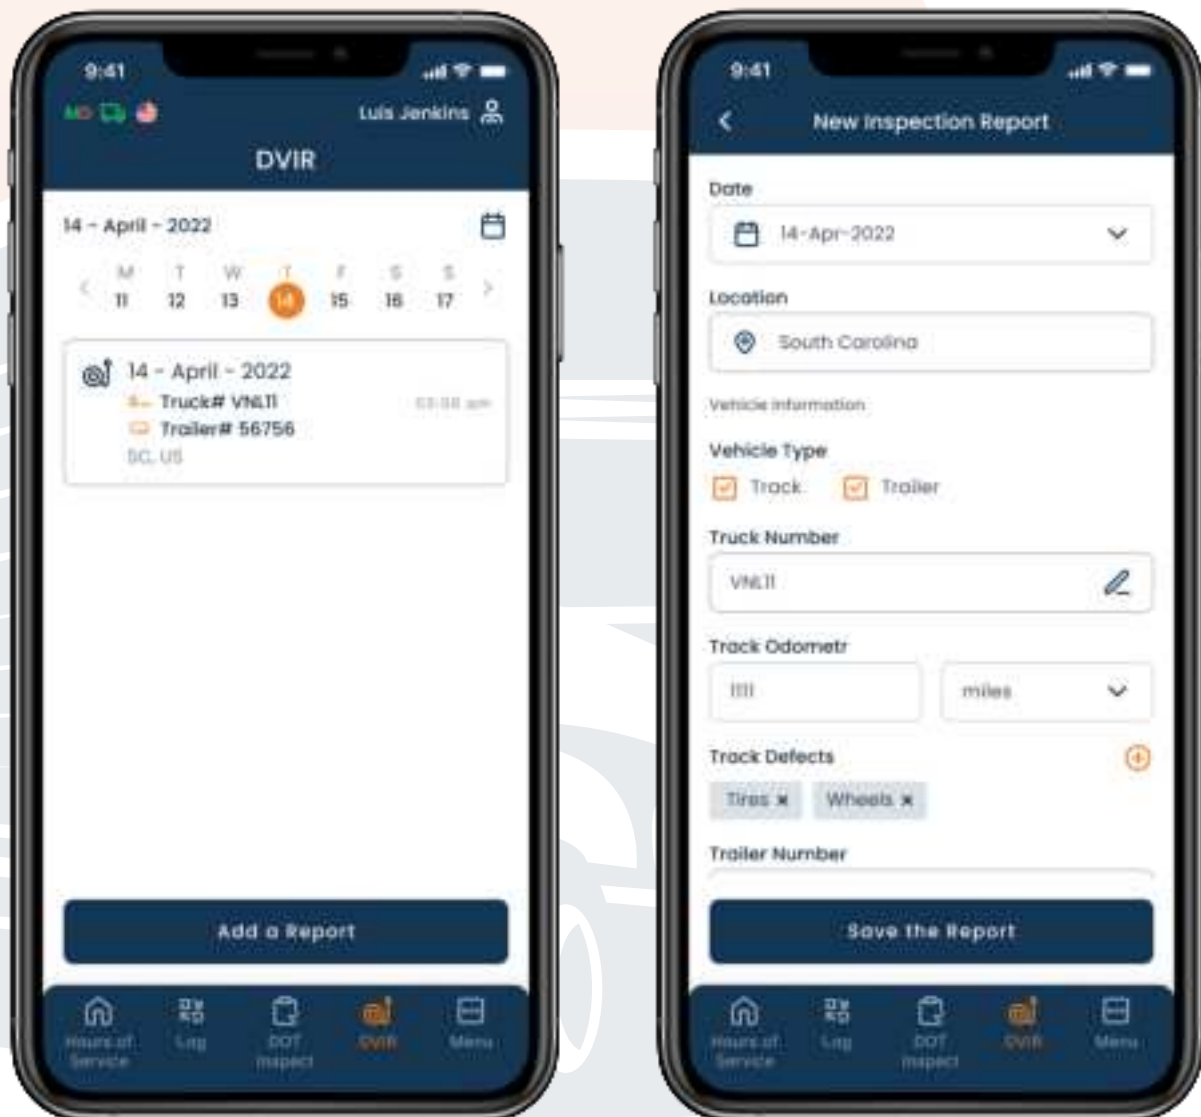 9:41
Luis Jenkins
DVIR
14 - April - 2022
M T W T F S S
11 12 13 14 15 16 17
14 - April - 2022
Truck# VNL11
Trailer# 56756
SC, US
Add a Report
Hours of Service
Log
DOT Inspect
DVIR
Menu
9:41
New Inspection Report
Date
14-Apr-2022
Location
South Carolina
Vehicle Information
Vehicle Type
Track Trailer
Truck Number
VNL11
Track Odometr
1111 miles
Track Defects
Tires x Wheels x
Trailer Number
Save the Report
Hours of Service
Log
DOT Inspect
DVIR
Menu